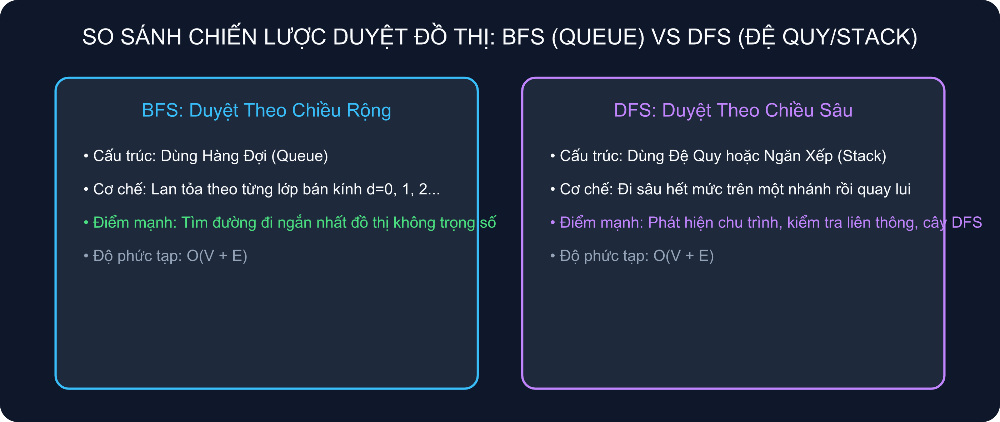 SO SÁNH CHIẾN LƯỢC DUYỆT ĐỒ THỊ: BFS (QUEUE) VS DFS (ĐỆ QUY/STACK)
BFS: Duyệt Theo Chiều Rộng
• Cấu trúc: Dùng Hàng Đợi (Queue)
• Cơ chế: Lan tỏa theo từng lớp bán kính d=0, 1, 2...
• Điểm mạnh: Tìm đường đi ngắn nhất đồ thị không trọng số
• Độ phức tạp: O(V + E)
DFS: Duyệt Theo Chiều Sâu
• Cấu trúc: Dùng Đệ Quy hoặc Ngăn Xếp (Stack)
• Cơ chế: Đi sâu hết mức trên một nhánh rồi quay lui
• Điểm mạnh: Phát hiện chu trình, kiểm tra liên thông, cây DFS
• Độ phức tạp: O(V + E)